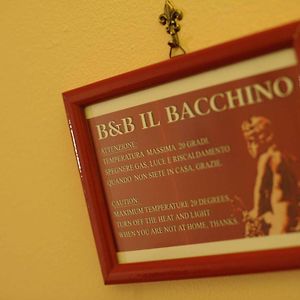 B&B IL BACCHINO
ATTENZIONE:
TEMPERATURA MASSIMA, 20 GRADI.
SPEGNERE GAS, LUCE E RISCALDAMENTO
QUANDO NON SIETE IN CASA, GRAZIE.
CAUTION
MAXIMUM TEMPERATURE 20 DEGREES.
TURN OFF THE HEAT AND LIGHT
WHEN YOU ARE NOT AT HOME, THANKS